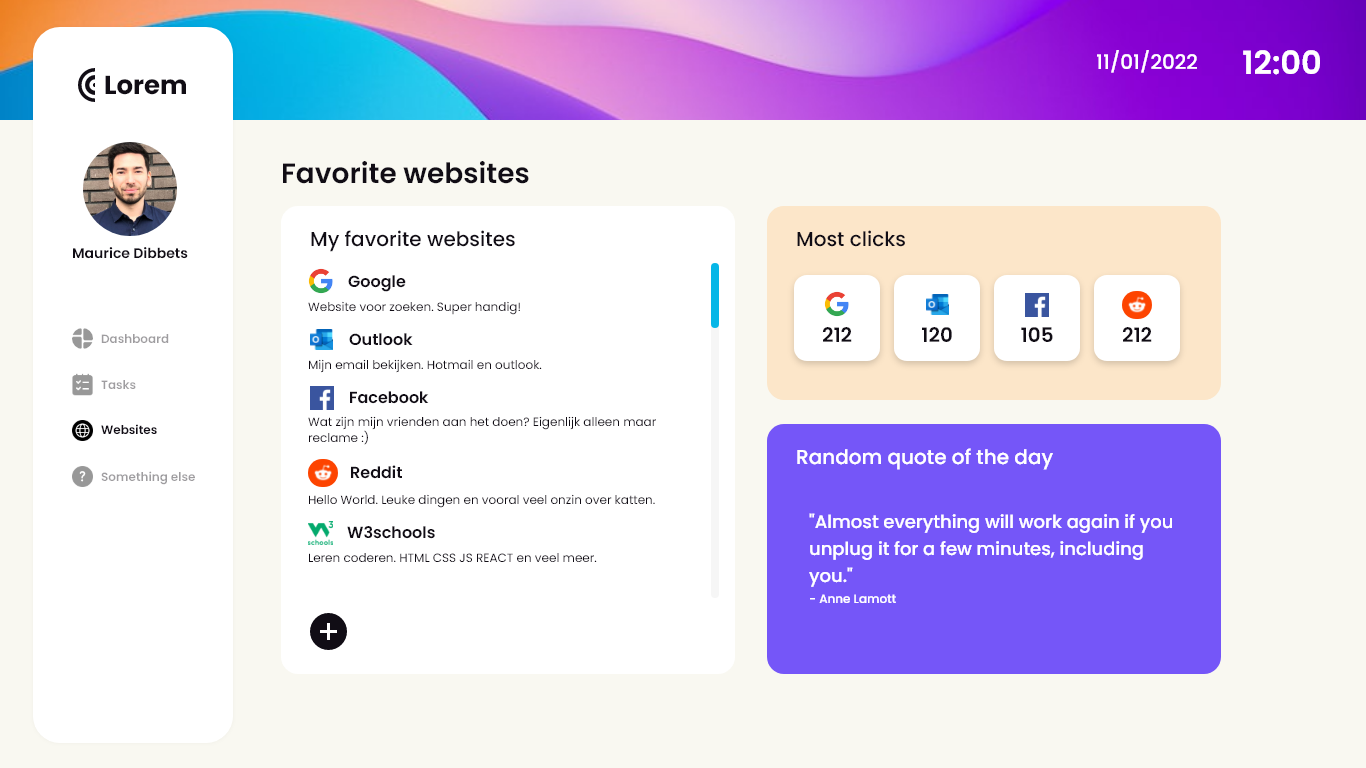 11/01/2022
12:00
Lorem
Maurice Dibbets
Dashboard
Tasks
Websites
? Something else
Favorite websites
My favorite websites
Google
Website voor zoeken. Super handig!
Outlook
Mijn email bekijken. Hotmail en outlook.
Facebook
Wat zijn mijn vrienden aan het doen? Eigenlijk alleen maar
reclame :)
Reddit
Hello World. Leuke dingen en vooral veel onzin over katten.
W3schools
Leren coderen. HTML CSS JS REACT en veel meer.
Most clicks
212
120
105
212
Random quote of the day
"Almost everything will work again if you
unplug it for a few minutes, including
you."
- Anne Lamott